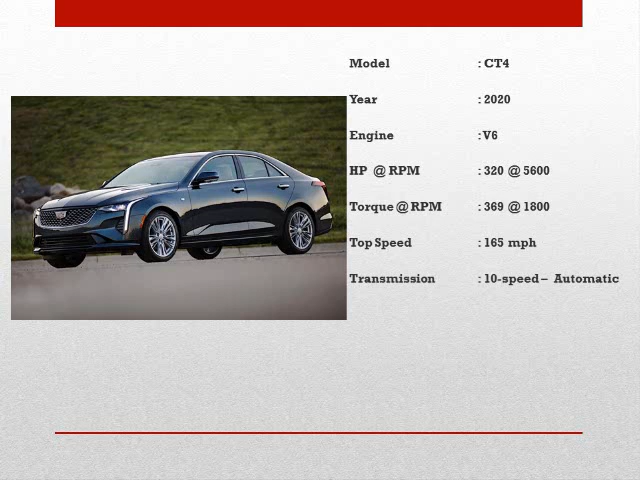 Model : CT4
Year : 2020
Engine : V6
HP @ RPM : 320 @ 5600
Torque @ RPM : 369 @ 1800
Top Speed : 165 mph
Transmission : 10-speed – Automatic